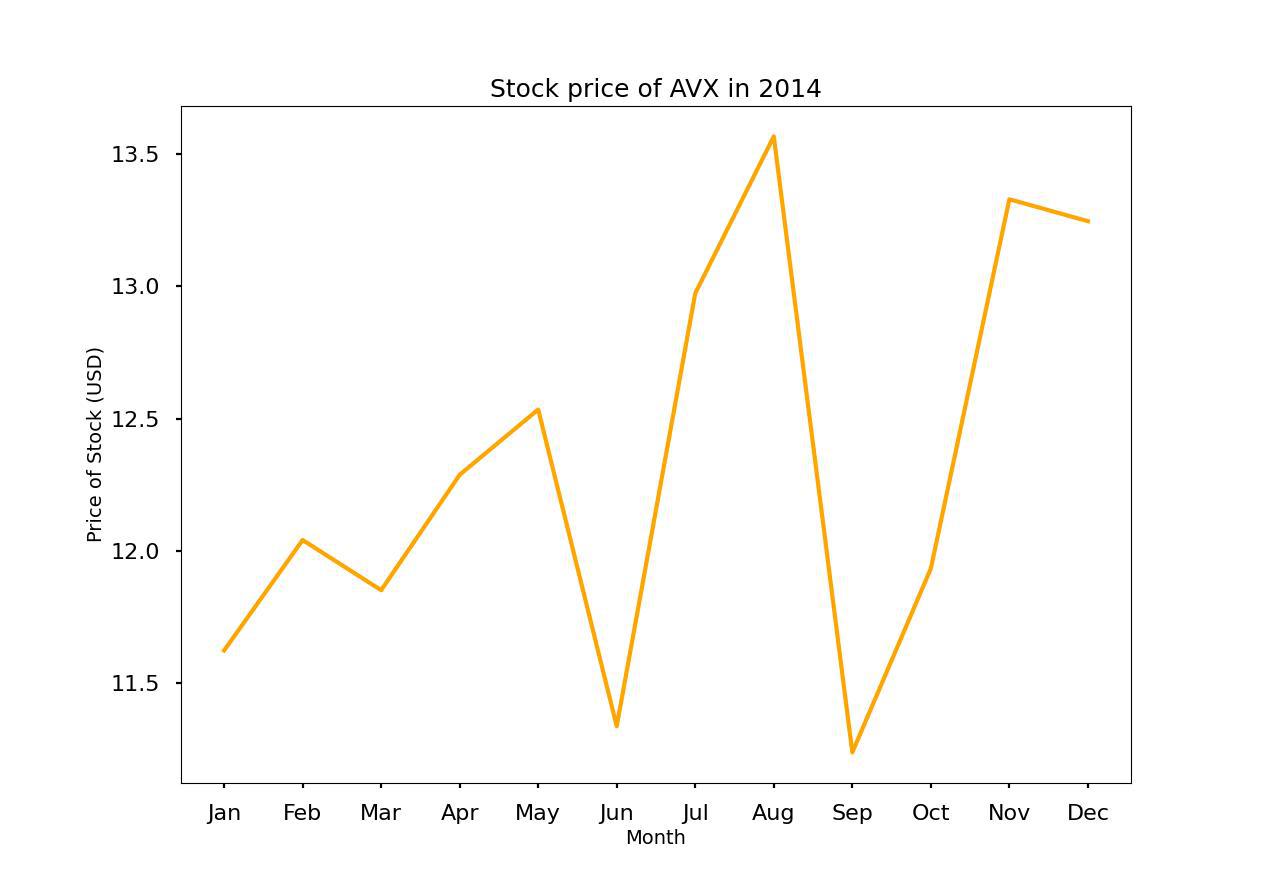 Stock price of AVX in 2014
Price of Stock (USD)
13.5
13.0
12.5
12.0
11.5
Jan Feb Mar Apr May Jun Jul Aug Sep Oct Nov Dec
Month